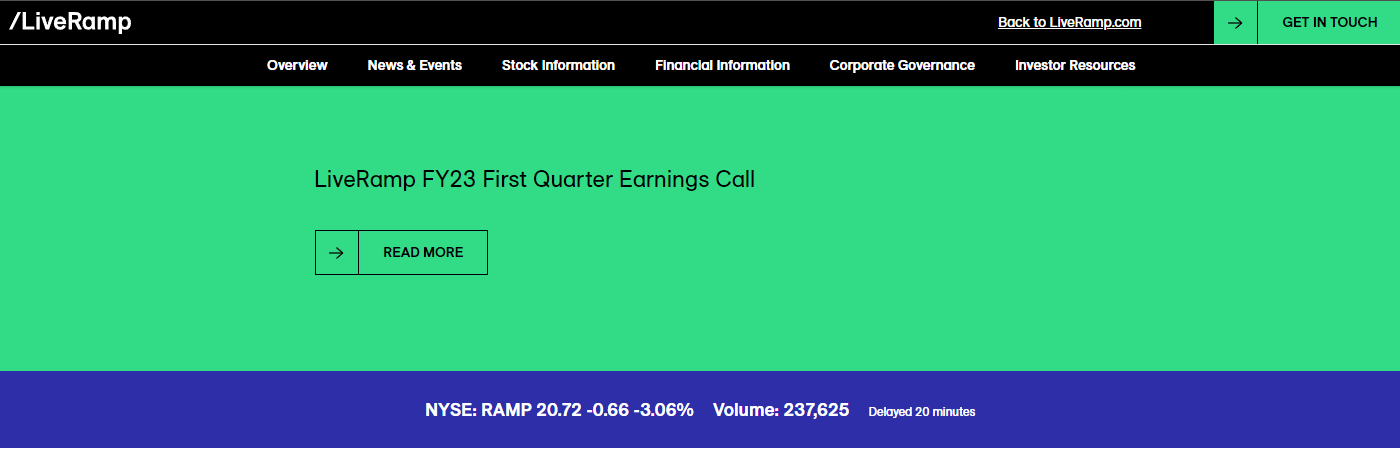 /LiveRamp
Back to LiveRamp.com
GET IN TOUCH
Overview News & Events Stock Information Financial Information Corporate Governance Investor Resources
LiveRamp FY23 First Quarter Earnings Call
READ MORE
NYSE: RAMP 20.72 -0.66 -3.06% Volume: 237,625 Delayed 20 minutes